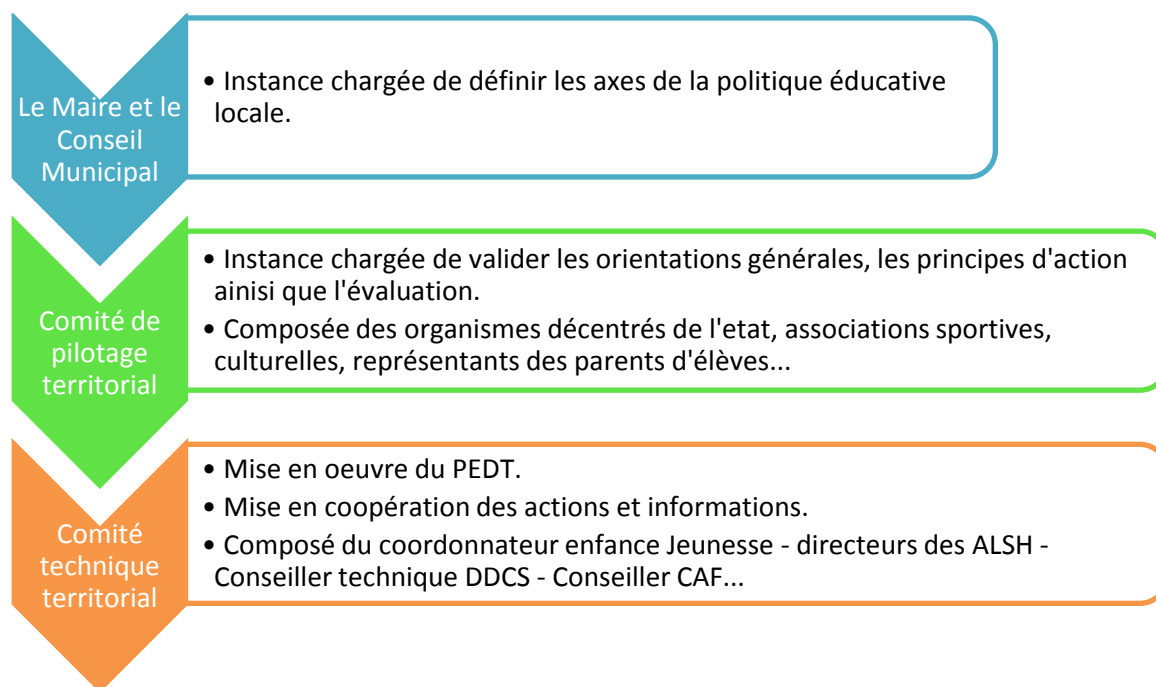 Le Maire et le
Conseil
Municipal
• Instance chargée de définir les axes de la politique éducative
locale.
Comité de
pilotage
territorial
• Instance chargée de valider les orientations générales, les principes d'action
ainisi que l'évaluation.
• Composée des organismes décentrés de l'etat, associations sportives,
culturelles, représentants des parents d'élèves...
Comité
technique
territorial
• Mise en oeuvre du PEDT.
• Mise en coopération des actions et informations.
• Composé du coordonnateur enfance Jeunesse - directeurs des ALSH -
Conseiller technique DDCS - Conseiller CAF...